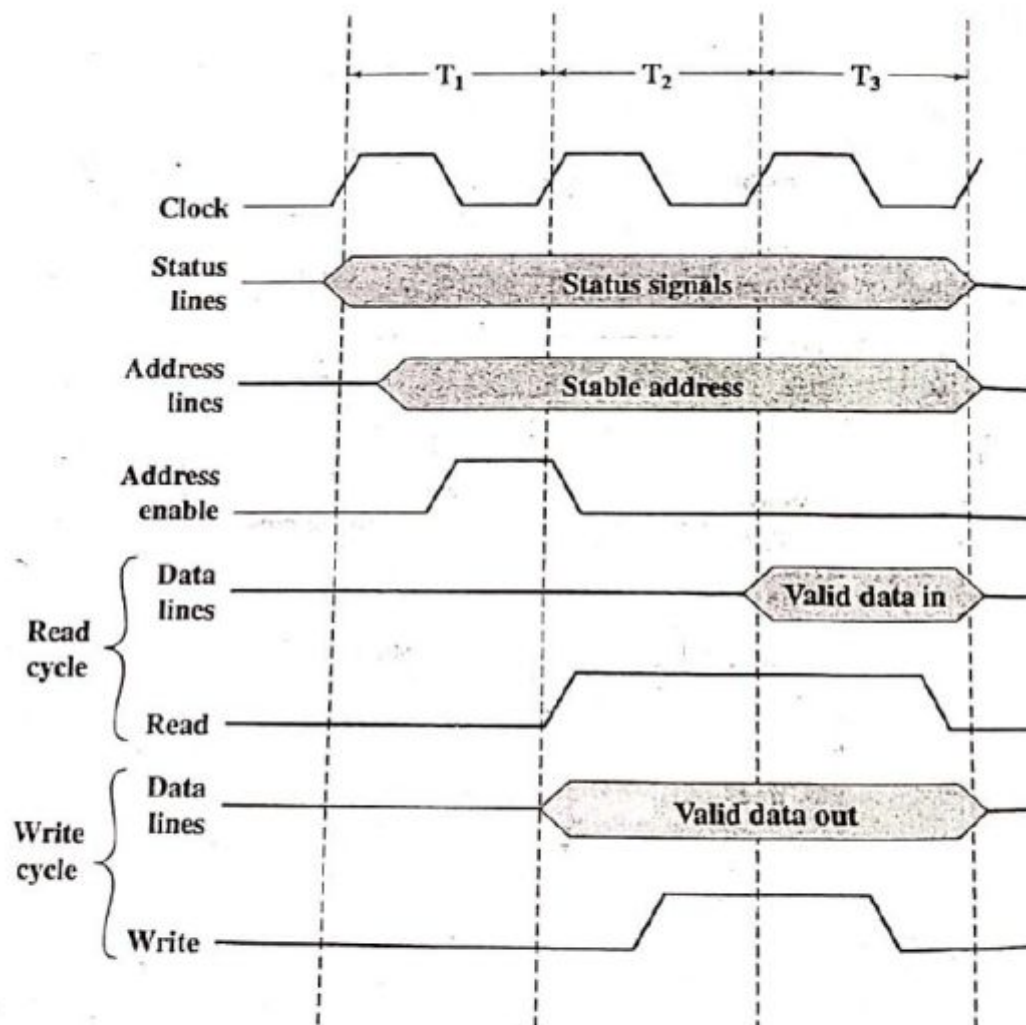 T1 T2 T3
Clock
Status
lines
Status signals
Address
lines
Stable address
Address
enable
Read
cycle
Data
lines
Valid data in
Read
Write
cycle
Data
lines
Valid data out
Write